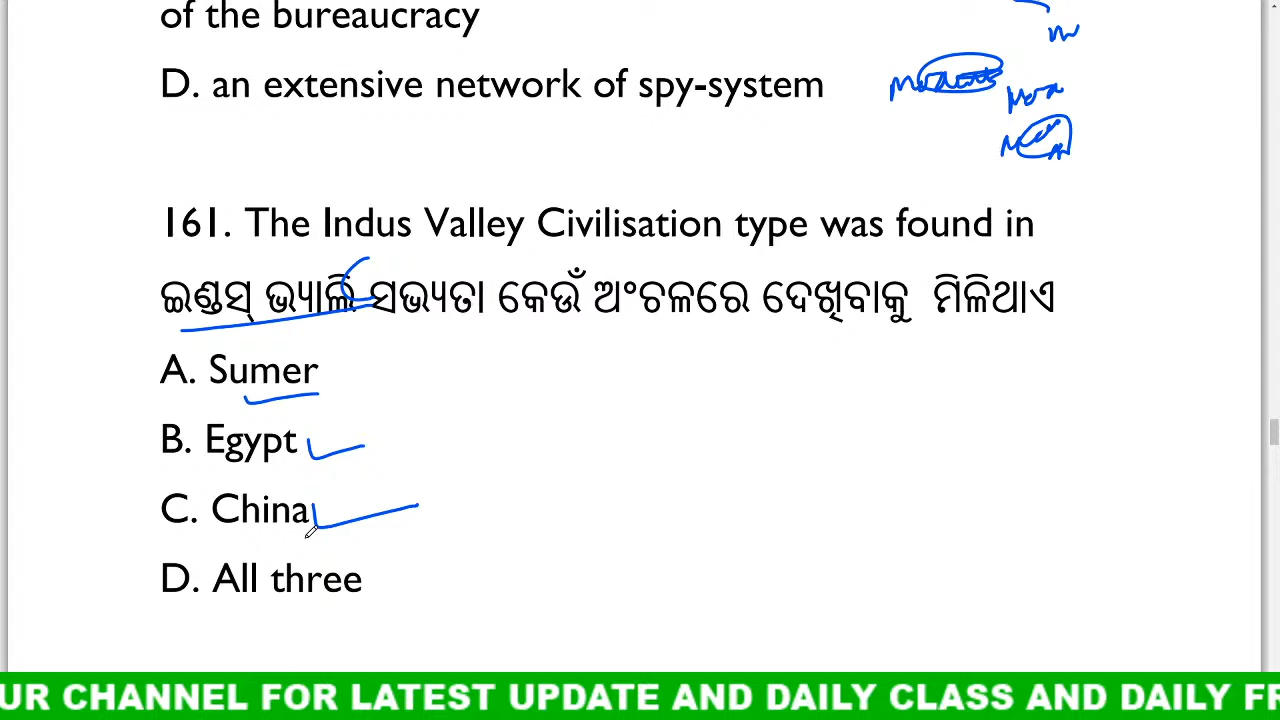 of the bureaucracy
D. an extensive network of spy-system
161. The Indus Valley Civilisation type was found in
ଇଣ୍ଡସ୍ ଭ୍ୟାଲି ସଭ୍ୟତା କେଉଁ ଅଂଚଳରେ ଦେଖିବାକୁ ମିଳିଥାଏ
A. Sumer
B. Egypt
C. China
D. All three
UR CHANNEL FOR LATEST UPDATE AND DAILY CLASS AND DAILY FR